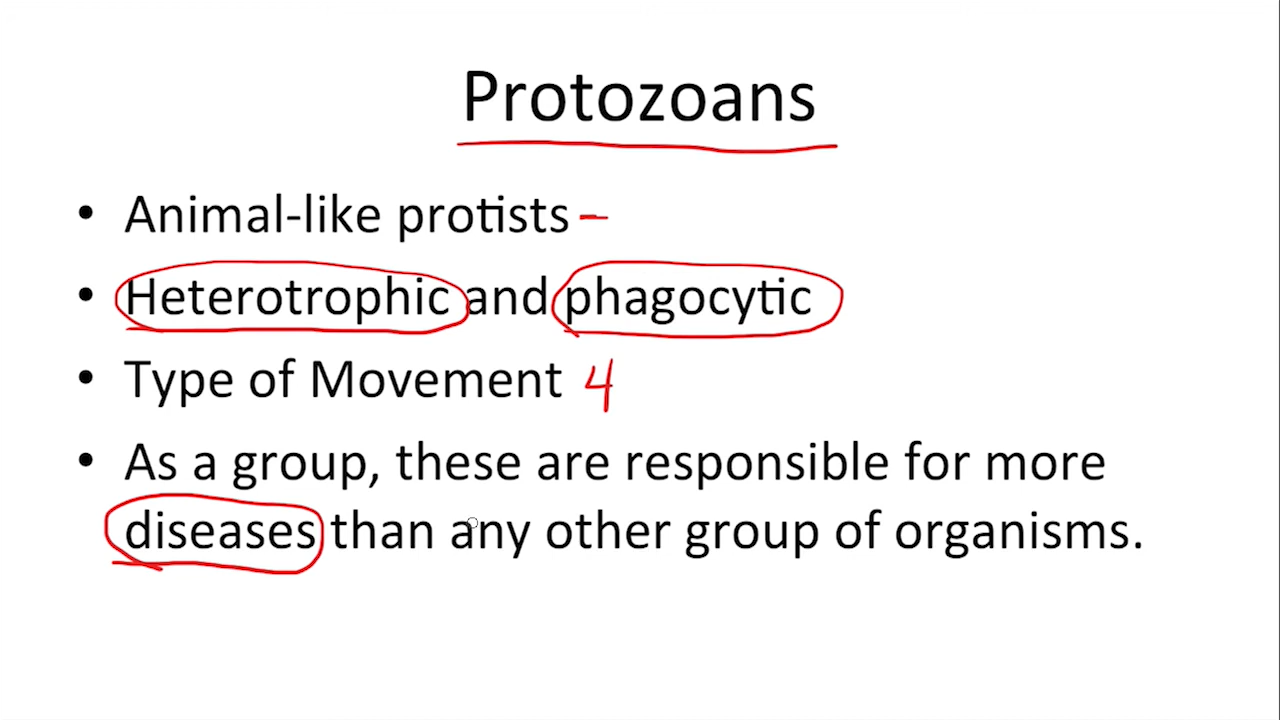 Protozoans
• Animal-like protists -
• Heterotrophic and phagocytic
• Type of Movement 4
• As a group, these are responsible for more
diseases than any other group of organisms.